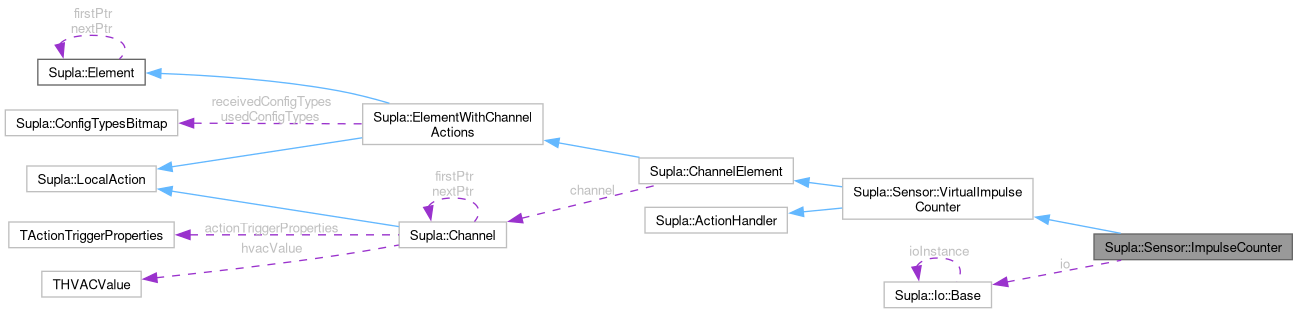 firstPtr
nextPtr
Supla::Element
receivedConfigTypes
usedConfigTypes
Supla::ConfigTypesBitmap
Supla::ElementWithChannel
Actions
Supla::LocalAction
firstPtr
nextPtr
channel
Supla::ChannelElement
Supla::Sensor::VirtualImpulse
Counter
Supla::ActionHandler
TActionTriggerProperties
actionTriggerProperties
Supla::Channel
hvacValue
THVACValue
ioInstance
io
Supla::Sensor::ImpulseCounter
Supla::Io::Base